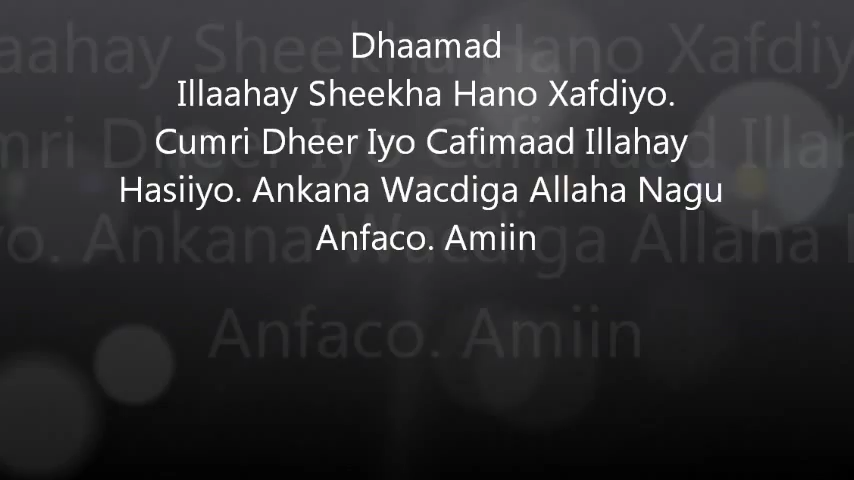 Dhaamad
Illaahay Sheekha Hano Xafdiyo.
Cumri Dheer Iyo Cafimaad Illahay
Hasiiyo. Ankana Wacdiga Allaha Nagu
Anfaco. Amiin